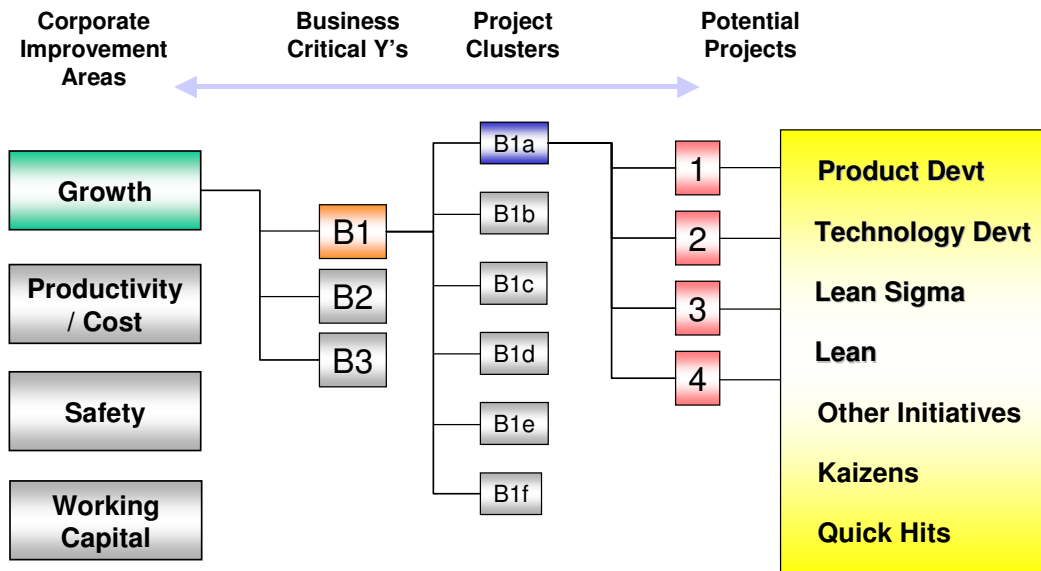 Corporate
Improvement
Areas
Business
Critical Y's
Project
Clusters
Potential
Projects
Growth
Productivity
/ Cost
Safety
Working
Capital
B1
B2
B3
B1a
B1b
B1c
B1d
B1e
B1f
1
2
3
4
Product Devt
Technology Devt
Lean Sigma
Lean
Other Initiatives
Kaizens
Quick Hits